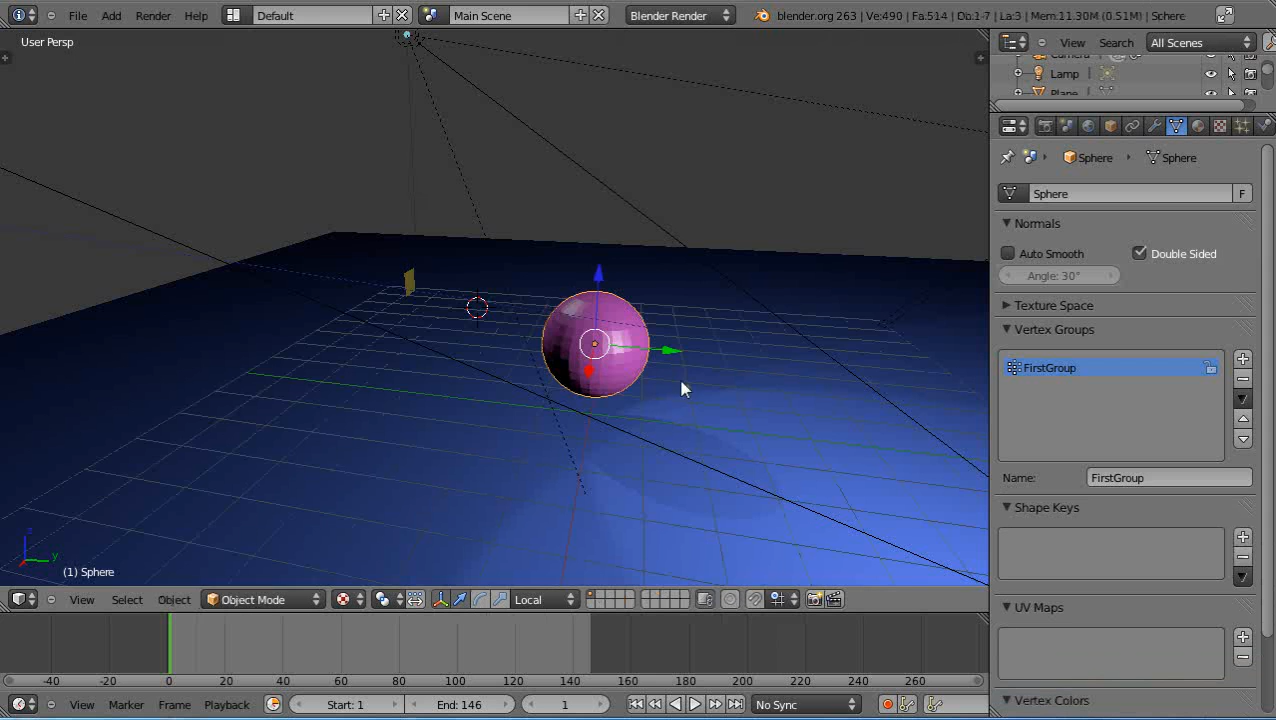 File Add Render Help Default Main Scene Blender Render blender.org 263 | Ve:490 | Fa:514 | Ob:1-7 | La:3 | Mem:11.30M (0.51M) | Sphere
User Persp
View Search All Scenes
Camera
Lamp
Plane
Sphere Sphere
Sphere F
Normals
Auto Smooth Double Sided
Angle: 30°
Texture Space
Vertex Groups
FirstGroup
Name: FirstGroup
Shape Keys
UV Maps
Vertex Colors
z
y
(1) Sphere
View Select Object Object Mode Local
-40 -20 0 20 40 60 80 100 120 140 160 180 200 220 240 260
View Marker Frame Playback Start: 1 End: 146 1 No Sync